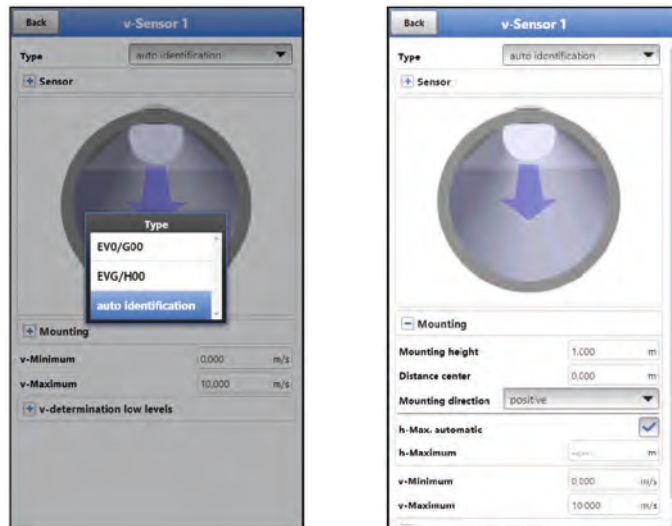 Back v-Sensor 1
Type auto identification
Sensor
Type
EV0/G00
EVG/H00
auto identification
Mounting
v-Minimum 0,000 m/s
v-Maximum 10,000 m/s
v-determination low levels
Back v-Sensor 1
Type auto identification
Sensor
Mounting
Mounting height 1,000 m
Distance center 0,000 m
Mounting direction positive
h-Max. automatic
h-Maximum m
v-Minimum 0,000 m/s
v-Maximum 10,000 m/s